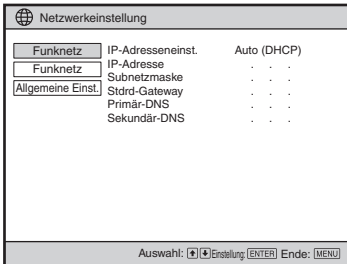 Netzwerkeinstellung
Funknetz
Funknetz
Allgemeine Einst.
IP-Adresseneinst. Auto (DHCP)
IP-Adresse . . .
Subnetzmaske . . .
Stdrd-Gateway . . .
Primär-DNS . . .
Sekundär-DNS . . .
Auswahl: ↑ ↓ Einstellung: ENTER Ende: MENU